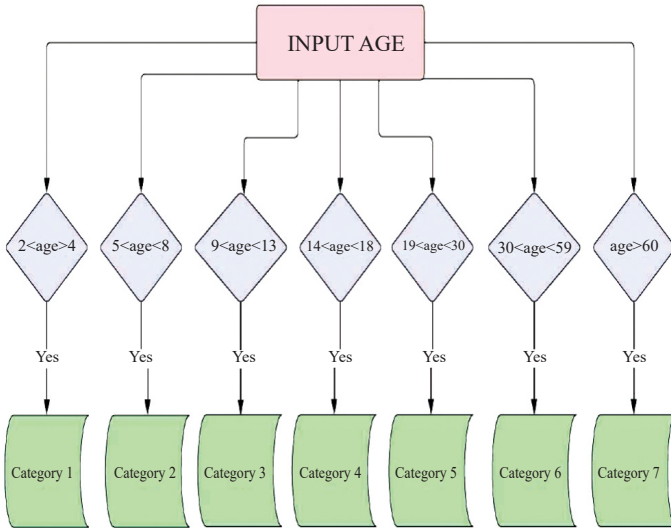 INPUT AGE
2<age>4
5<age<8
9<age<13
14<age<18
19<age<30
30<age<59
age>60
Yes
Yes
Yes
Yes
Yes
Yes
Yes
Category 1
Category 2
Category 3
Category 4
Category 5
Category 6
Category 7